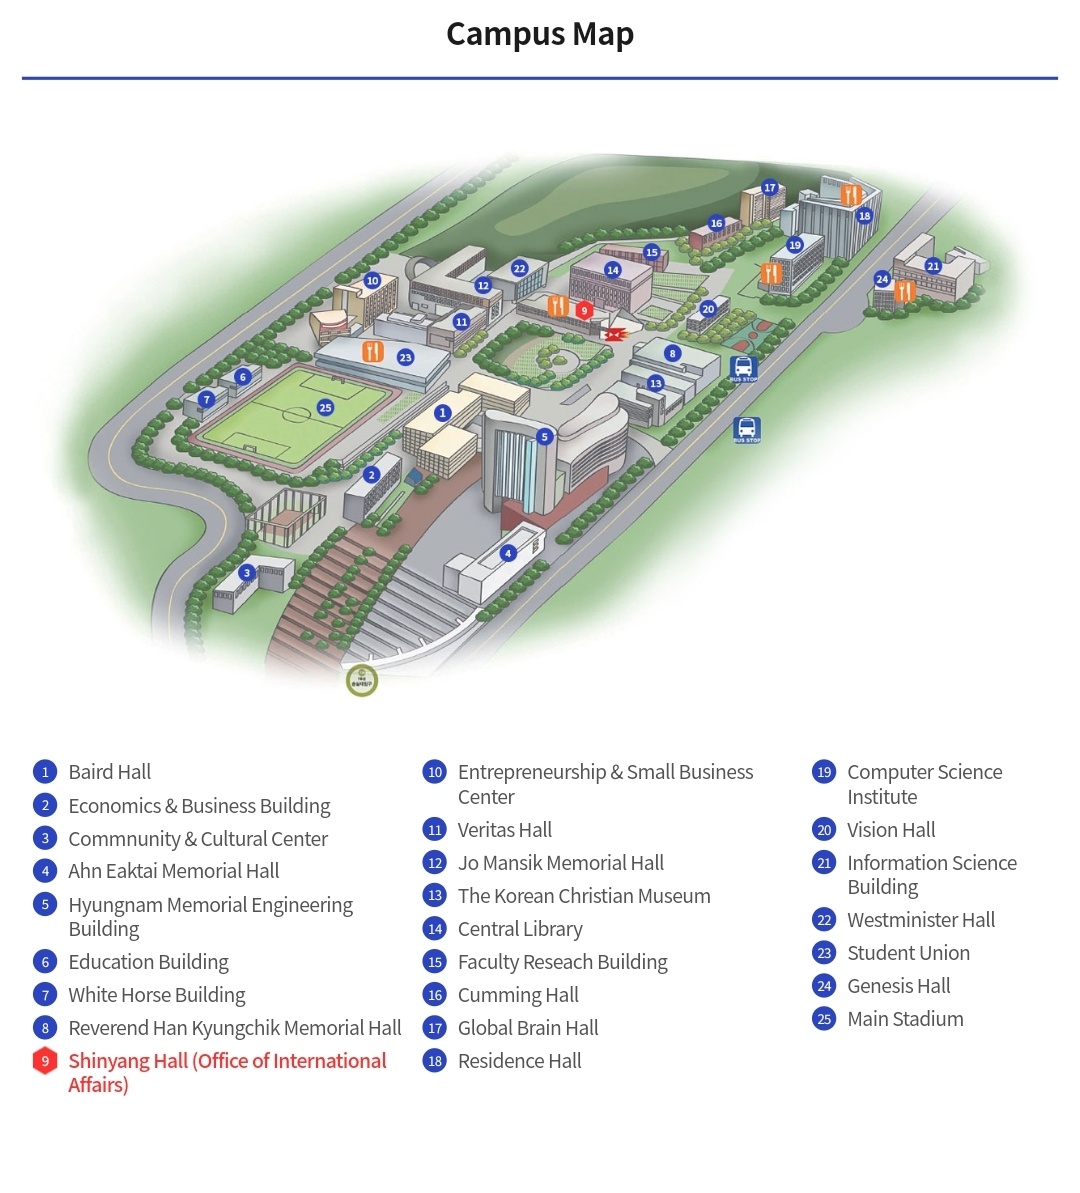 Campus Map
17
18
16
19
15
22
14
21
10
12
24
9
20
11
8
23
BUS STOP
6
13
7
25
1
BUS STOP
5
2
4
3
1 Baird Hall
2 Economics & Business Building
3 Commnunity & Cultural Center
4 Ahn Eaktai Memorial Hall
5 Hyungnam Memorial Engineering
Building
6 Education Building
7 White Horse Building
8 Reverend Han Kyungchik Memorial Hall
9 Shinyang Hall (Office of International
Affairs)
10 Entrepreneurship & Small Business
Center
11 Veritas Hall
12 Jo Mansik Memorial Hall
13 The Korean Christian Museum
14 Central Library
15 Faculty Reseach Building
16 Cumming Hall
17 Global Brain Hall
18 Residence Hall
19 Computer Science
Institute
20 Vision Hall
21 Information Science
Building
22 Westminister Hall
23 Student Union
24 Genesis Hall
25 Main Stadium